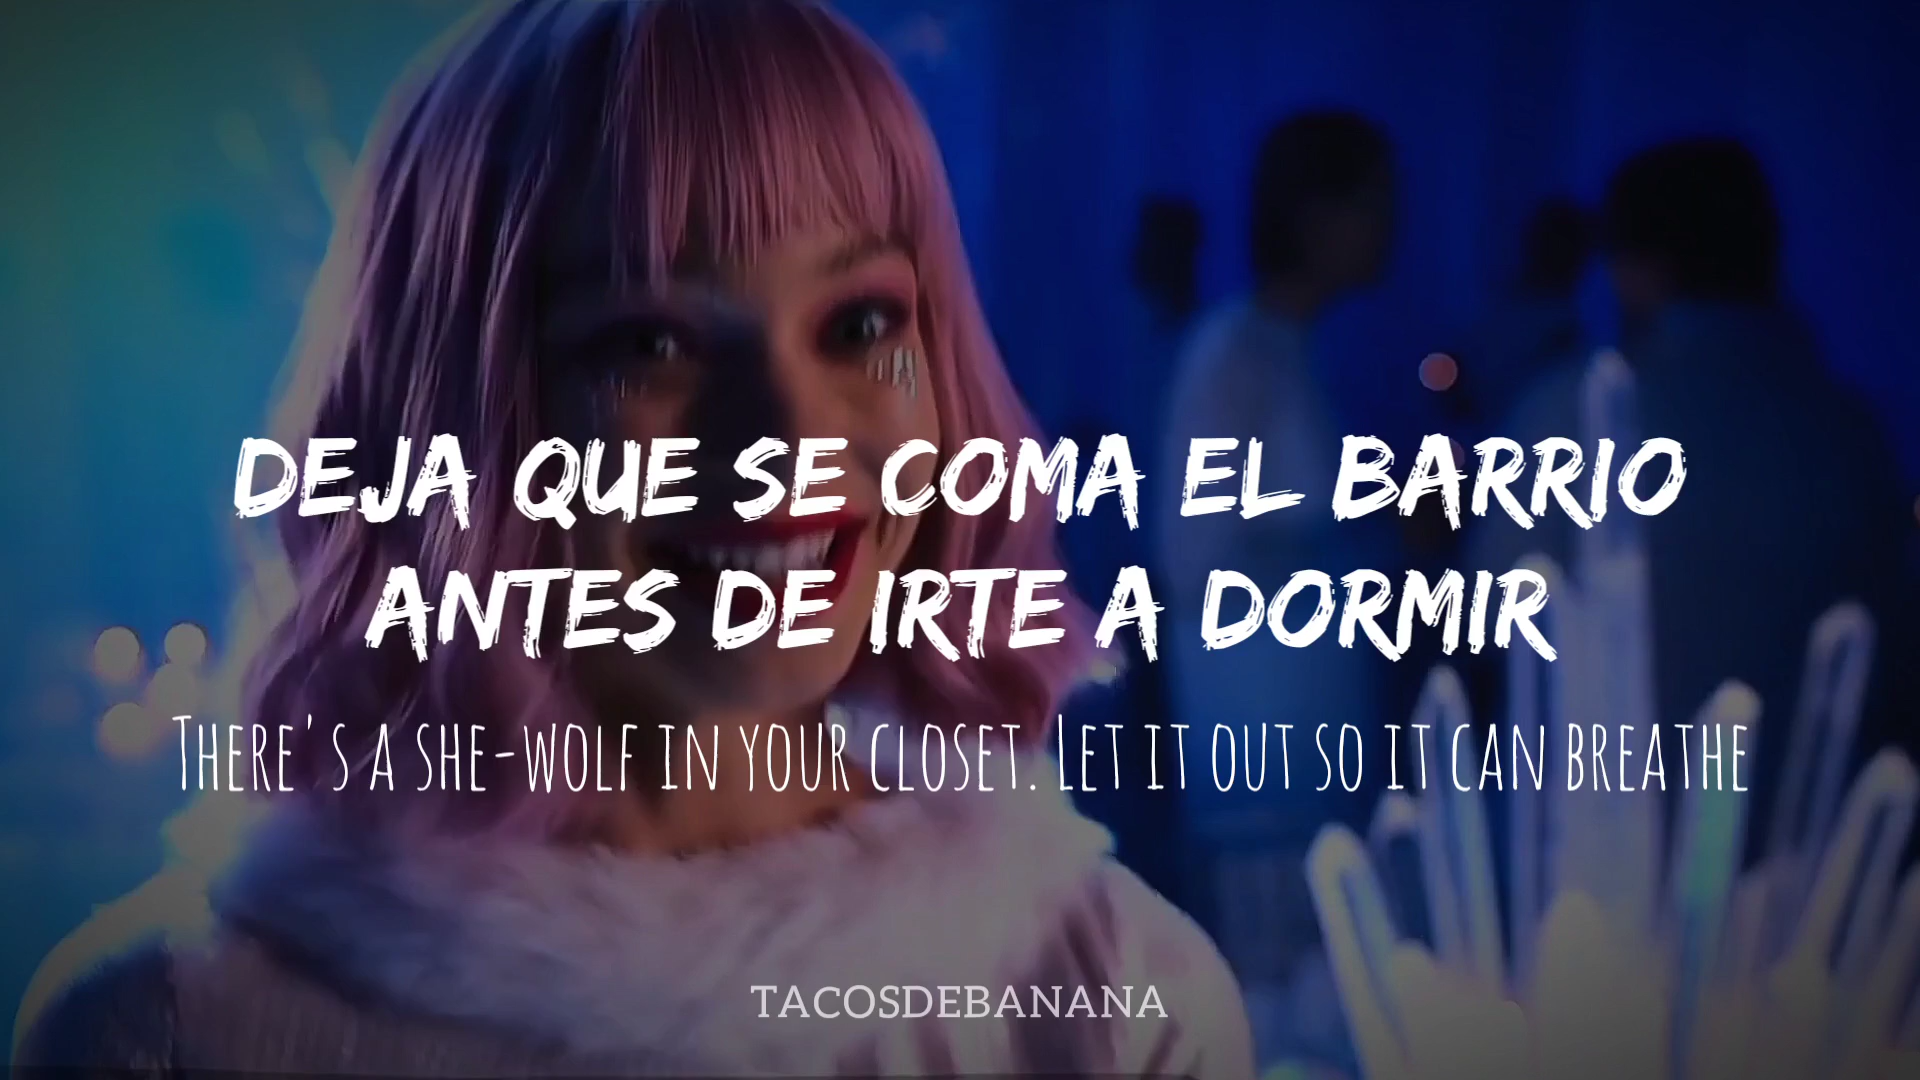 DEJA QUE SE COMA EL BARRIO
ANTES DE IRTE A DORMIR
THERE'S A SHE-WOLF IN YOUR CLOSET. LET IT OUT SO IT CAN BREATHE
TACOSDEBANANA